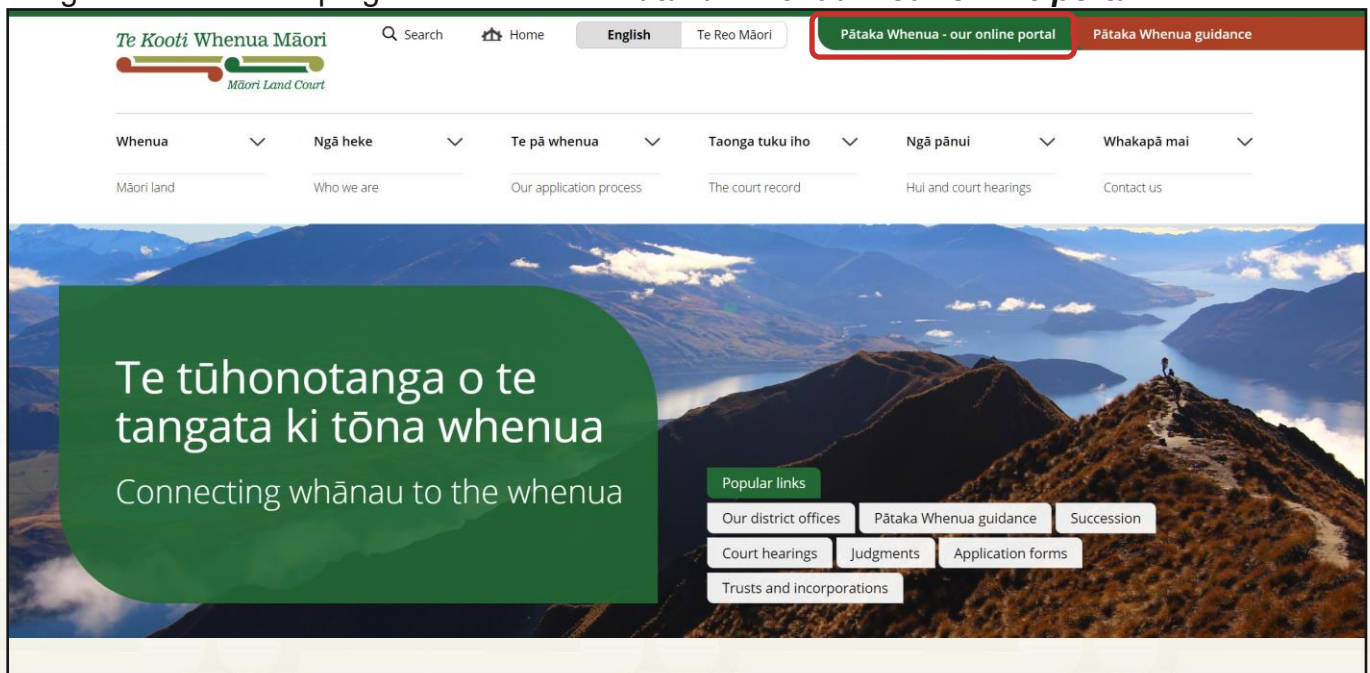 Te Kooti Whenua Māori
Māori Land Court
Search Home English Te Reo Māori Pātaka Whenua - our online portal Pātaka Whenua guidance
Whenua Ngā heke Te pā whenua Taonga tuku iho Ngā pānui Whakapā mai
Māori land Who we are Our application process The court record Hui and court hearings Contact us
Te tūhonotanga o te
tangata ki tōna whenua
Connecting whānau to the whenua
Popular links
Our district offices Pātaka Whenua guidance Succession
Court hearings Judgments Application forms
Trusts and incorporations